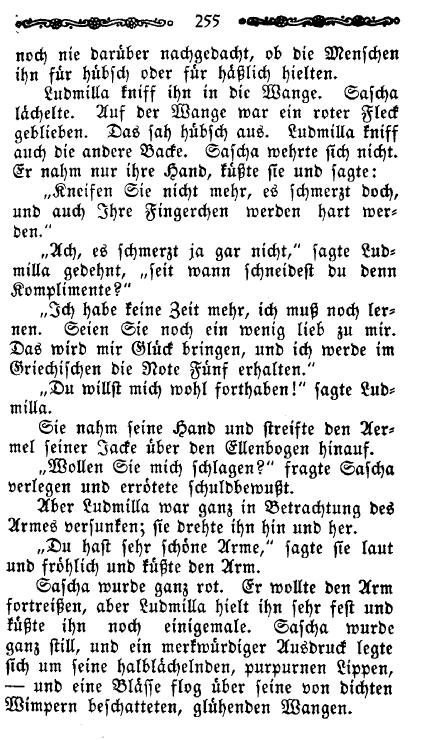 255
noch nie darüber nachgedacht, ob die Menschen
ihn für hübsch oder für häßlich hielten.
Ludmilla kniff ihn in die Wange. Sascha
lächelte. Auf der Wange war ein roter Fleck
geblieben. Das sah hübsch aus. Ludmilla kniff
auch die andere Backe. Sascha wehrte sich nicht.
Er nahm nur ihre Hand, küßte sie und sagte:
„Kneifen Sie nicht mehr, es schmerzt doch,
und auch Ihre Fingerchen werden hart wer-
den.“
„Ach, es schmerzt ja gar nicht,“ sagte Lud-
milla gedehnt, „seit wann schneidest du denn
Komplimente?“
„Ich habe keine Zeit mehr, ich muß noch ler-
nen. Seien Sie noch ein wenig lieb zu mir.
Das wird mir Glück bringen, und ich werde im
Griechischen die Note Fünf erhalten.“
„Du willst mich wohl forthaben!“ sagte Lud-
milla.
Sie nahm seine Hand und streifte den Aer-
mel seiner Jacke über den Ellenbogen hinauf.
„Wollen Sie mich schlagen?“ fragte Sascha
verlegen und errötete schuldbewußt.
Aber Ludmilla war ganz in Betrachtung des
Armes versunken; sie drehte ihn hin und her.
„Du hast sehr schöne Arme,“ sagte sie laut
und fröhlich und küßte den Arm.
Sascha wurde ganz rot. Er wollte den Arm
fortreißen, aber Ludmilla hielt ihn sehr fest und
küßte ihn noch einigemale. Sascha wurde
ganz still, und ein merkwürdiger Ausdruck legte
sich um seine halblächelnden, purpurnen Lippen,
— und eine Blässe flog über seine von dichten
Wimpern beschatteten, glühenden Wangen.